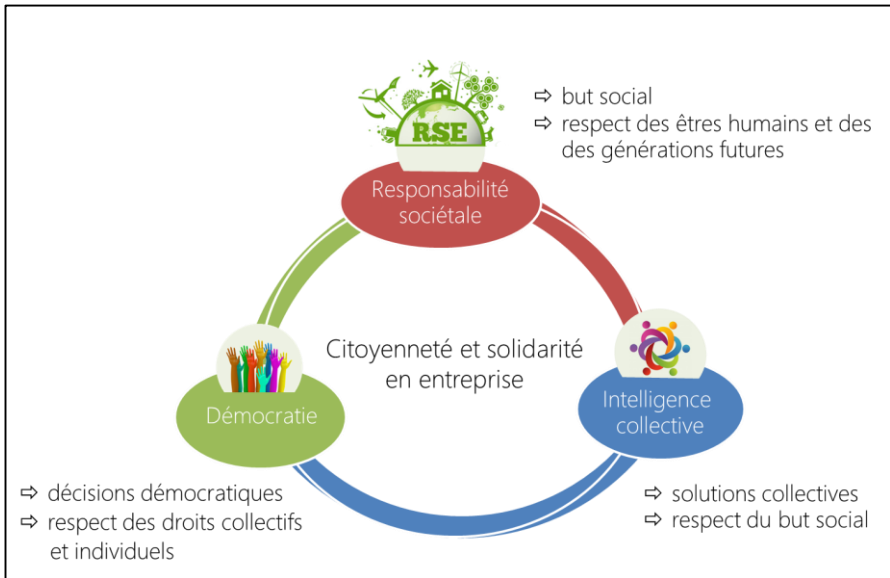 RSE
Responsabilité
sociétale
⇨ but social
⇨ respect des êtres humains et des
des générations futures
Citoyenneté et solidarité
en entreprise
Démocratie
Intelligence
collective
⇨ décisions démocratiques
⇨ respect des droits collectifs
et individuels
⇨ solutions collectives
⇨ respect du but social